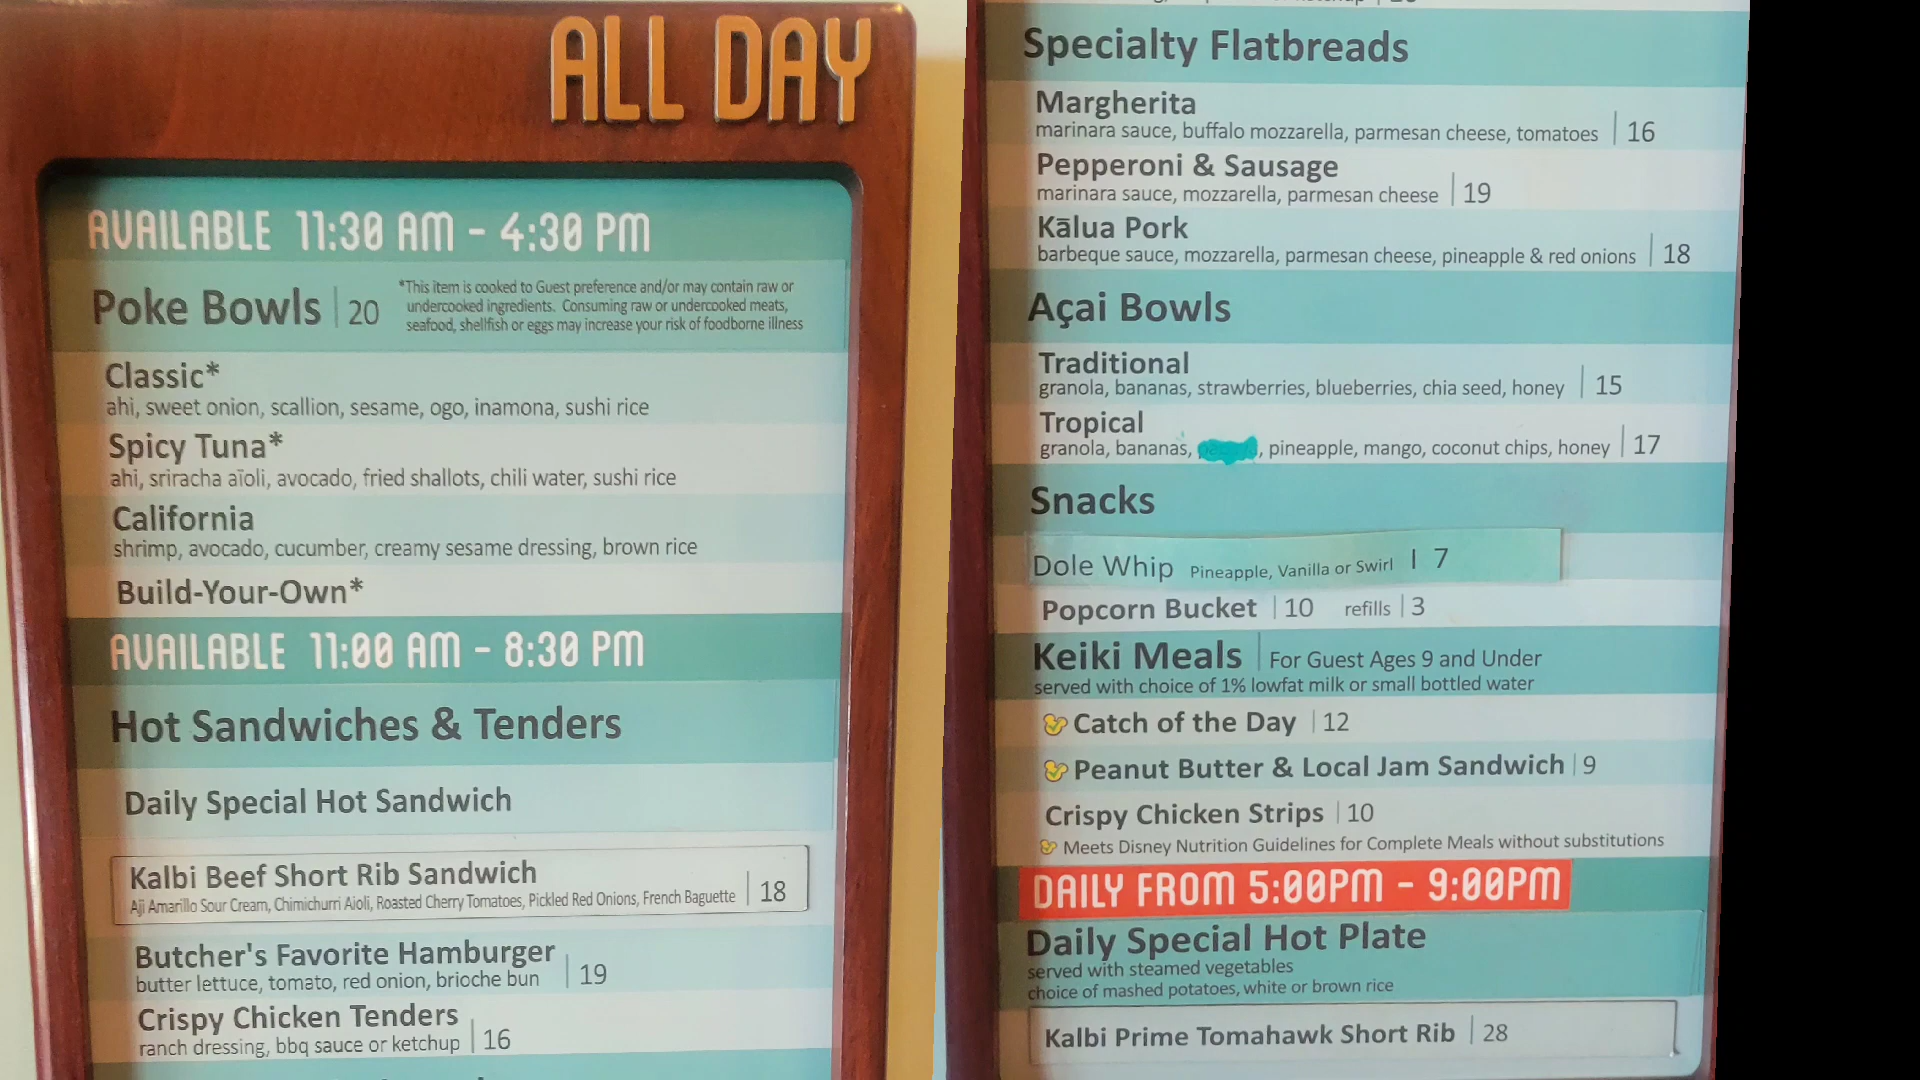 ALL DAY
AVAILABLE 11:30 AM - 4:30 PM
Poke Bowls | 20
*This item is cooked to Guest preference and/or may contain raw or
undercooked ingredients. Consuming raw or undercooked meats,
seafood, shellfish or eggs may increase your risk of foodborne illness
Classic*
ahi, sweet onion, scallion, sesame, ogo, inamona, sushi rice
Spicy Tuna*
ahi, sriracha aïoli, avocado, fried shallots, chili water, sushi rice
California
shrimp, avocado, cucumber, creamy sesame dressing, brown rice
Build-Your-Own*
AVAILABLE 11:00 AM - 8:30 PM
Hot Sandwiches & Tenders
Daily Special Hot Sandwich
Kalbi Beef Short Rib Sandwich
Aji Amarillo Sour Cream, Chimichurri Aioli, Roasted Cherry Tomatoes, Pickled Red Onions, French Baguette | 18
Butcher's Favorite Hamburger
butter lettuce, tomato, red onion, brioche bun | 19
Crispy Chicken Tenders
ranch dressing, bbq sauce or ketchup | 16
Specialty Flatbreads
Margherita
marinara sauce, buffalo mozzarella, parmesan cheese, tomatoes | 16
Pepperoni & Sausage
marinara sauce, mozzarella, parmesan cheese | 19
Kālua Pork
barbeque sauce, mozzarella, parmesan cheese, pineapple & red onions | 18
Açai Bowls
Traditional
granola, bananas, strawberries, blueberries, chia seed, honey | 15
Tropical
granola, bananas, , pineapple, mango, coconut chips, honey | 17
Snacks
Dole Whip Pineapple, Vanilla or Swirl | 7
Popcorn Bucket | 10 refills | 3
Keiki Meals | For Guest Ages 9 and Under
served with choice of 1% lowfat milk or small bottled water
Catch of the Day | 12
Peanut Butter & Local Jam Sandwich | 9
Crispy Chicken Strips | 10
Meets Disney Nutrition Guidelines for Complete Meals without substitutions
DAILY FROM 5:00PM - 9:00PM
Daily Special Hot Plate
served with steamed vegetables
choice of mashed potatoes, white or brown rice
Kalbi Prime Tomahawk Short Rib | 28